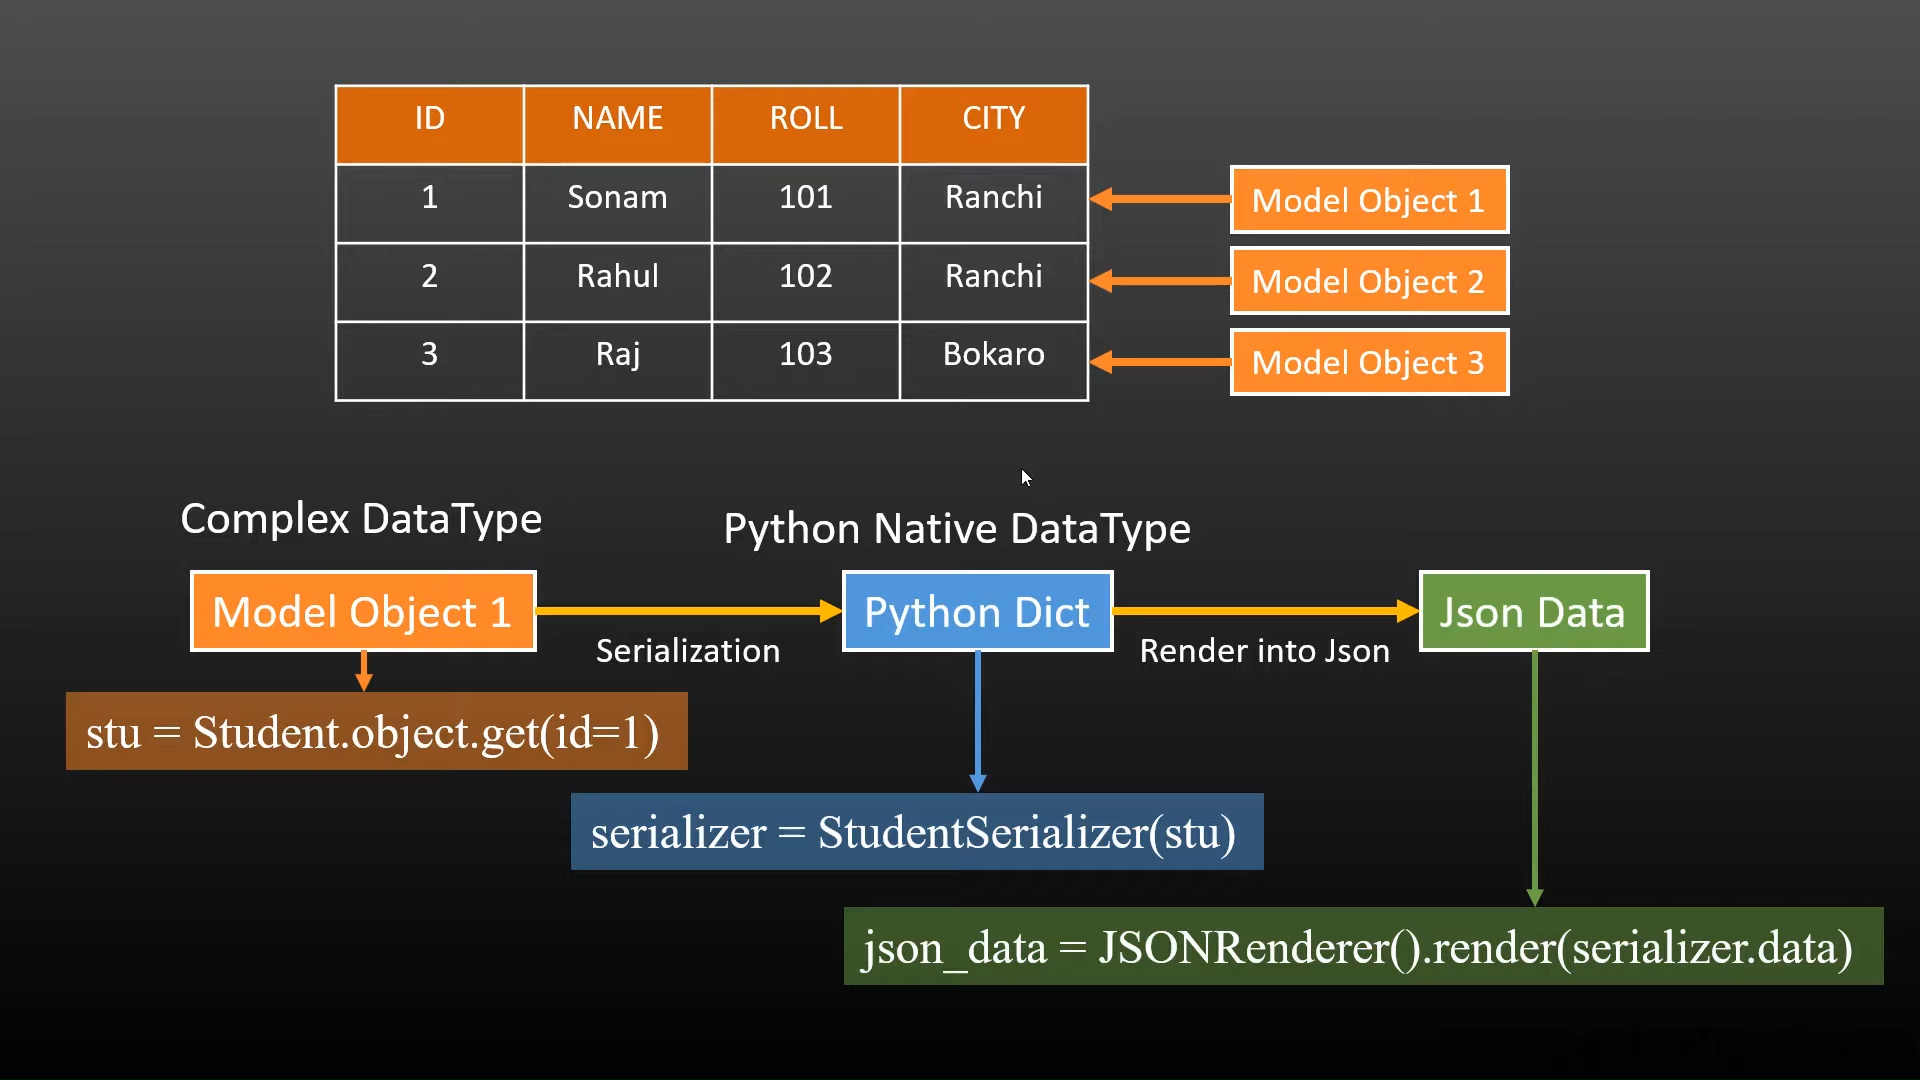 ID NAME ROLL CITY
1 Sonam 101 Ranchi
Model Object 1
2 Rahul 102 Ranchi
Model Object 2
3 Raj 103 Bokaro
Model Object 3
Complex DataType
Python Native DataType
Model Object 1
Python Dict
Json Data
Serialization
Render into Json
stu = Student.object.get(id=1)
serializer = StudentSerializer(stu)
json_data = JSONRenderer().render(serializer.data)